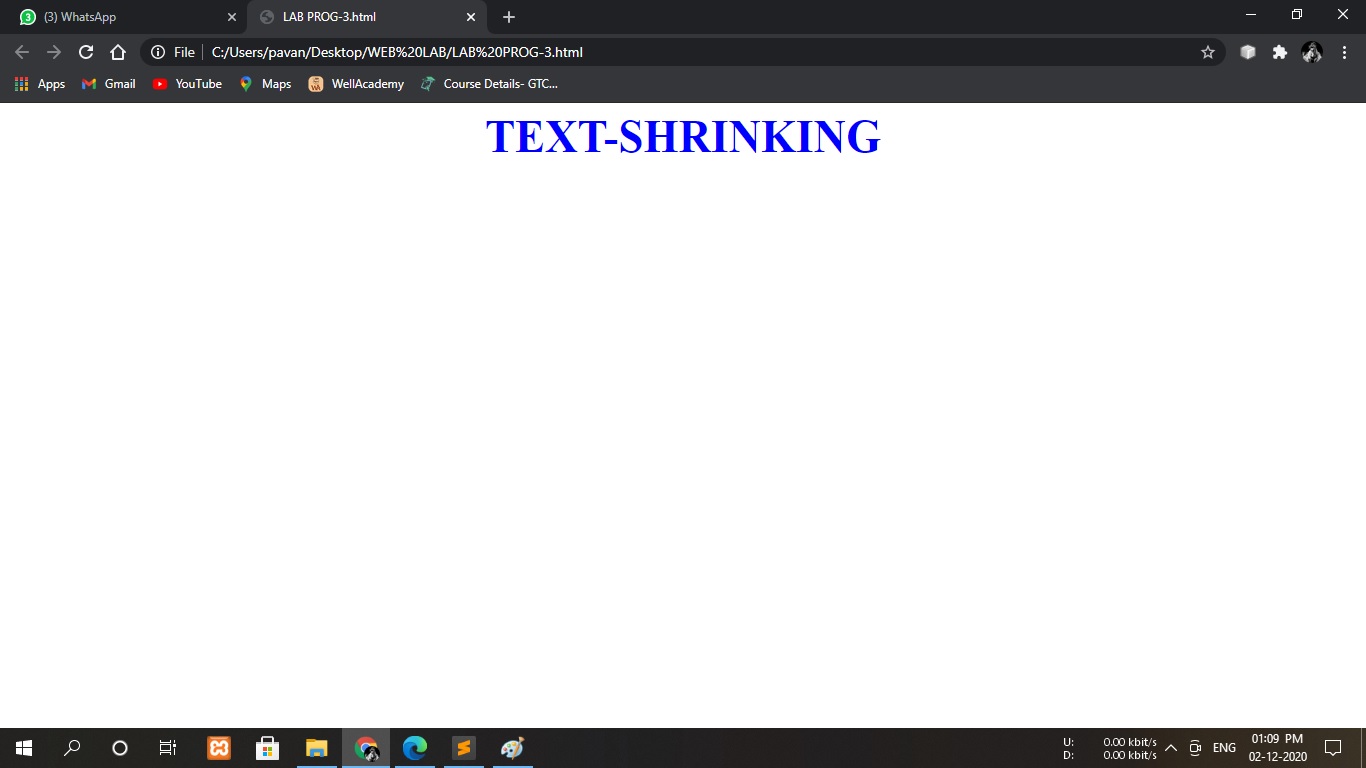 (3) WhatsApp
LAB PROG-3.html
File
C:/Users/pavan/Desktop/WEB%20LAB/LAB%20PROG-3.html
Apps
Gmail
YouTube
Maps
WellAcademy
Course Details- GTC...
TEXT-SHRINKING
U: 0.00 kbit/s
D: 0.00 kbit/s
ENG
01:09 PM
02-12-2020